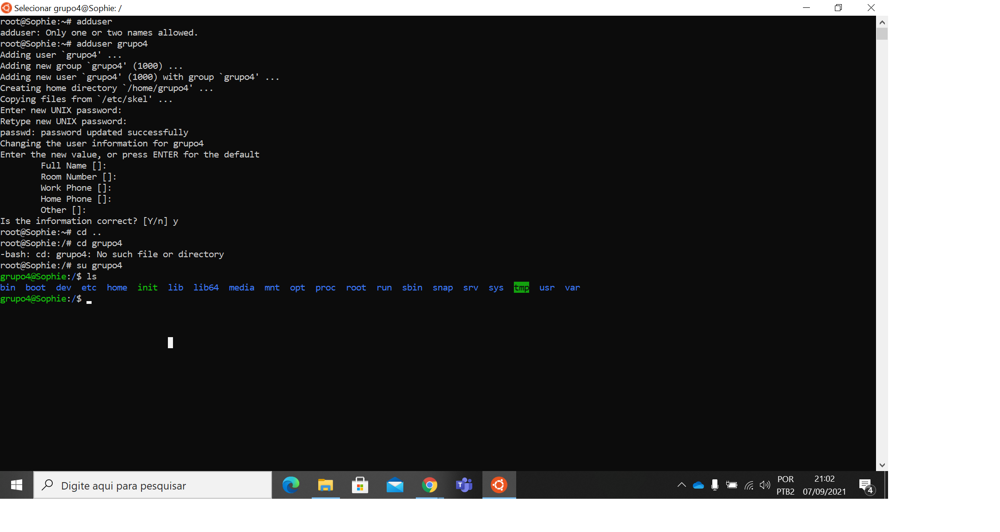 Selecionar grupo4@Sophie: /
root@Sophie:~# adduser
adduser: Only one or two names allowed.
root@Sophie:~# adduser grupo4
Adding user `grupo4' ...
Adding new group `grupo4' (1000) ...
Adding new user `grupo4' (1000) with group `grupo4' ...
Creating home directory `/home/grupo4' ...
Copying files from `/etc/skel' ...
Enter new UNIX password:
Retype new UNIX password:
passwd: password updated successfully
Changing the user information for grupo4
Enter the new value, or press ENTER for the default
        Full Name []:
        Room Number []:
        Work Phone []:
        Home Phone []:
        Other []:
Is the information correct? [Y/n] y
root@Sophie:~# cd ..
root@Sophie:/# cd grupo4
-bash: cd: grupo4: No such file or directory
root@Sophie:/# su grupo4
grupo4@Sophie:/$ ls
bin  boot  dev  etc  home  init  lib  lib64  media  mnt  opt  proc  root  run  sbin  snap  srv  sys  tmp  usr  var
grupo4@Sophie:/$
Digite aqui para pesquisar
T
POR
PTB2
21:02
07/09/2021
4